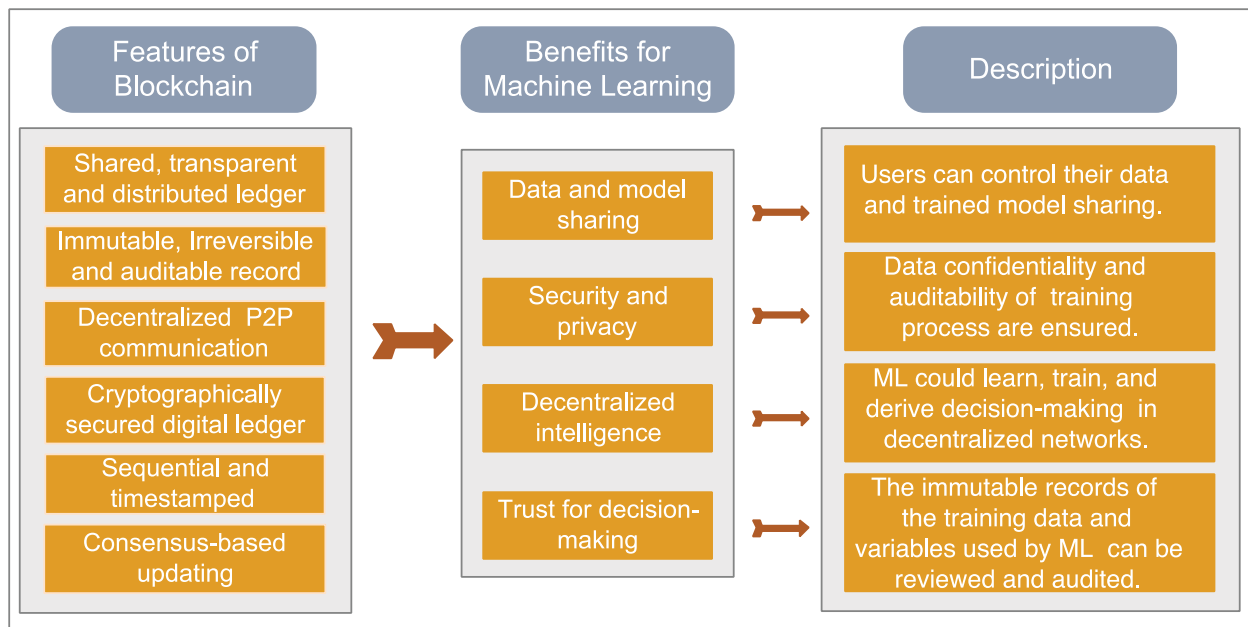 Features of
Blockchain
Benefits for
Machine Learning
Description
Shared, transparent
and distributed ledger
Immutable, Irreversible
and auditable record
Decentralized P2P
communication
Cryptographically
secured digital ledger
Sequential and
timestamped
Consensus-based
updating
Data and model
sharing
Security and
privacy
Decentralized
intelligence
Trust for decision-
making
Users can control their data
and trained model sharing.
Data confidentiality and
auditability of training
process are ensured.
ML could learn, train, and
derive decision-making in
decentralized networks.
The immutable records of
the training data and
variables used by ML can be
reviewed and audited.